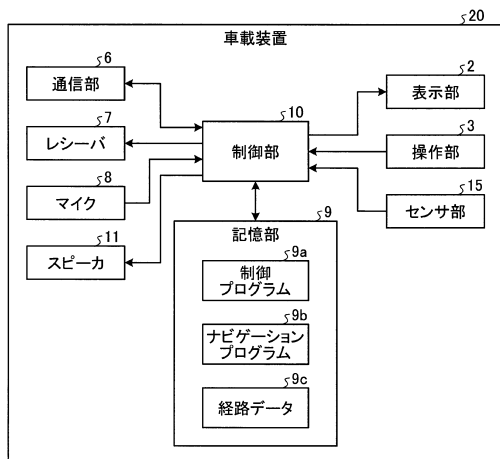 20
車載装置
6
通信部
7
レシーバ
8
マイク
11
スピーカ
10
制御部
2
表示部
3
操作部
15
センサ部
9
記憶部
9a
制御
プログラム
9b
ナビゲーション
プログラム
9c
経路データ